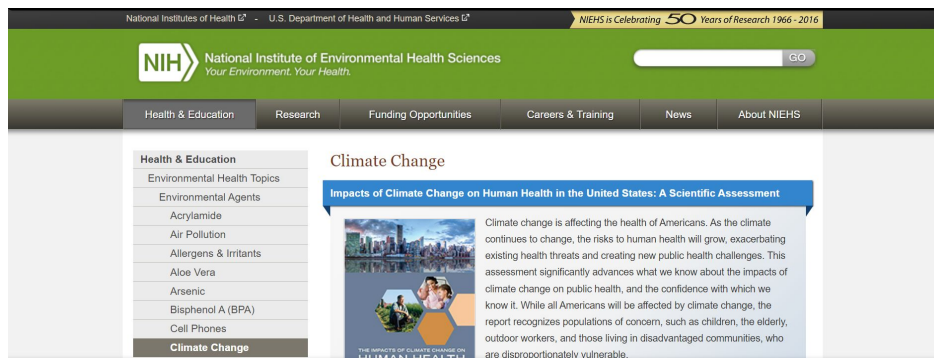 National Institutes of Health - U.S. Department of Health and Human Services
NIEHS is Celebrating 50 Years of Research 1966 - 2016
NIH
National Institute of Environmental Health Sciences
Your Environment. Your Health.
GO
Health & Education Research Funding Opportunities Careers & Training News About NIEHS
Health & Education
Environmental Health Topics
Environmental Agents
Acrylamide
Air Pollution
Allergens & Irritants
Aloe Vera
Arsenic
Bisphenol A (BPA)
Cell Phones
Climate Change
Climate Change
Impacts of Climate Change on Human Health in the United States: A Scientific Assessment
THE IMPACTS OF CLIMATE CHANGE ON
HUMAN HEALTH
Climate change is affecting the health of Americans. As the climate
continues to change, the risks to human health will grow, exacerbating
existing health threats and creating new public health challenges. This
assessment significantly advances what we know about the impacts of
climate change on public health, and the confidence with which we
know it. While all Americans will be affected by climate change, the
report recognizes populations of concern, such as children, the elderly,
outdoor workers, and those living in disadvantaged communities, who
are disproportionately vulnerable.